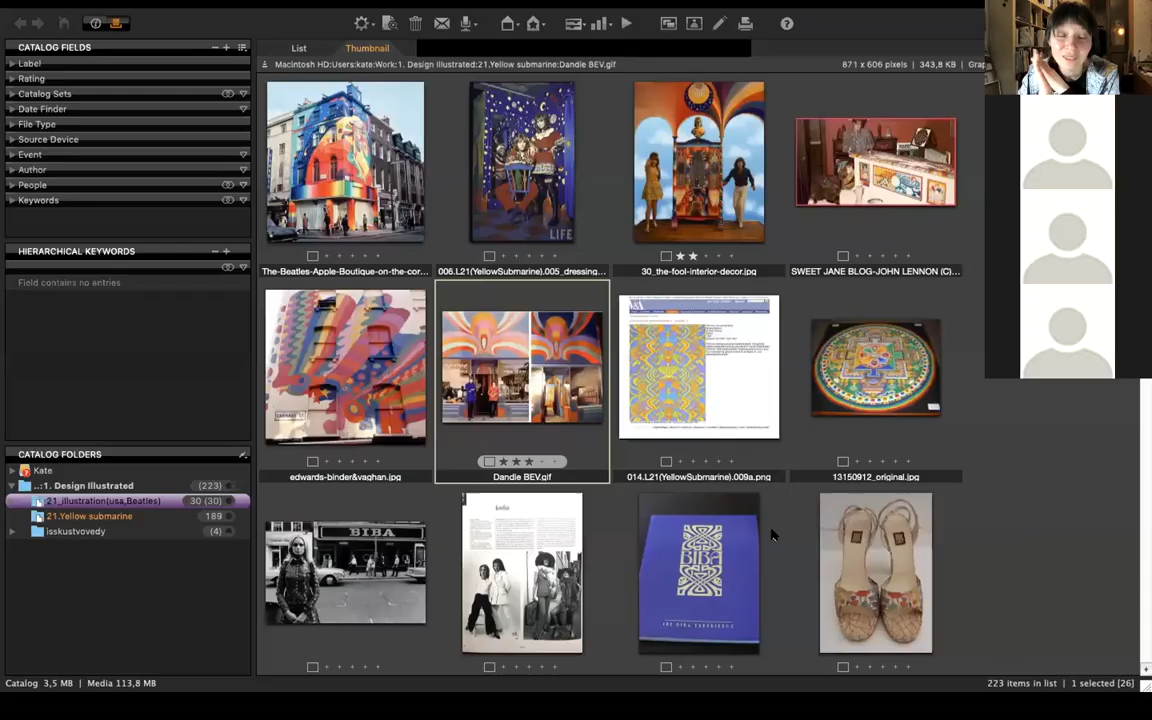 List
Thumbnail
CATALOG FIELDS
Label
Rating
Catalog Sets
Date Finder
File Type
Source Device
Event
Author
People
Keywords
HIERARCHICAL KEYWORDS
Field contains no entries
CATALOG FOLDERS
Kate
..:1. Design Illustrated
(223)
21_illustration(usa,Beatles)
30 (30)
21.Yellow submarine
189
isskustvovedy
(4)
Catalog 3,5 MB | Media 113,8 MB
Macintosh HD:Users:kate:Work:1. Design Illustrated:21.Yellow submarine:Dandie BEV.gif
871 x 606 pixels | 343,8 KB | Grap
LIFE
The-Beatles-Apple-Boutique-on-the-cor...
006.L21(YellowSubmarine).005_dressing...
30_the-fool-interior-decor.jpg
SWEET JANE BLOG-JOHN LENNON (C)...
V&A
edwards-binder&vaghan.jpg
Dandie BEV.gif
014.L21(YellowSubmarine).009a.png
13150912_original.jpg
BIBA
Biba
BIBA
THE BIBA EXPERIENCE
223 items in list | 1 selected [26]